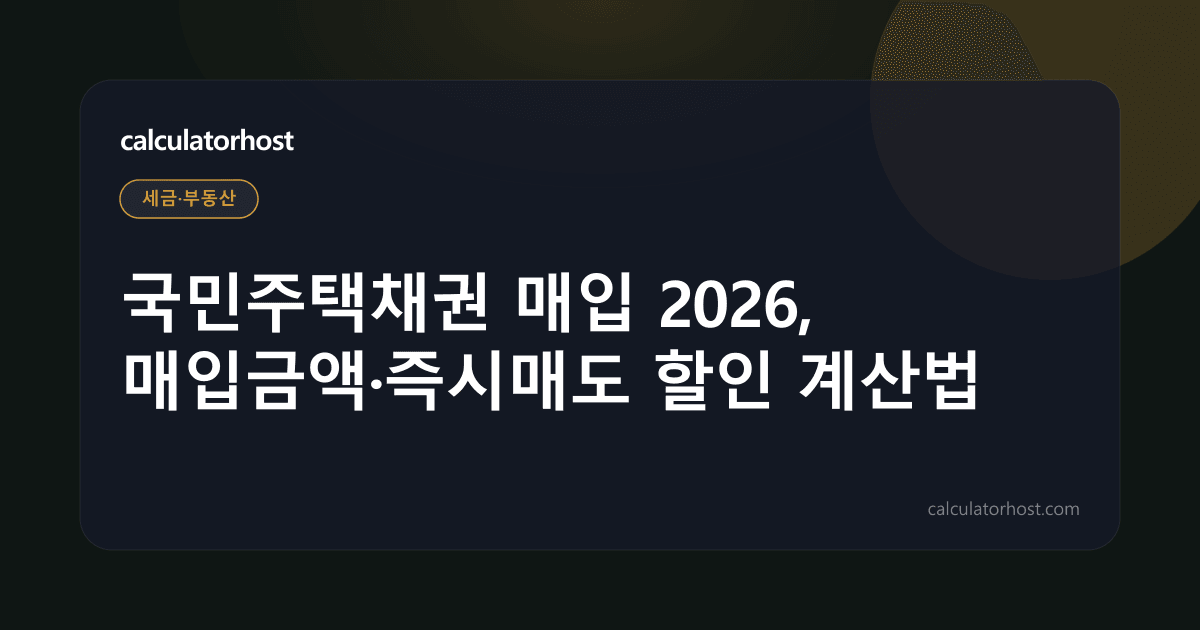 calculatorhost
세금·부동산
국민주택채권 매입 2026,
매입금액·즉시매도 할인 계산법
calculatorhost.com